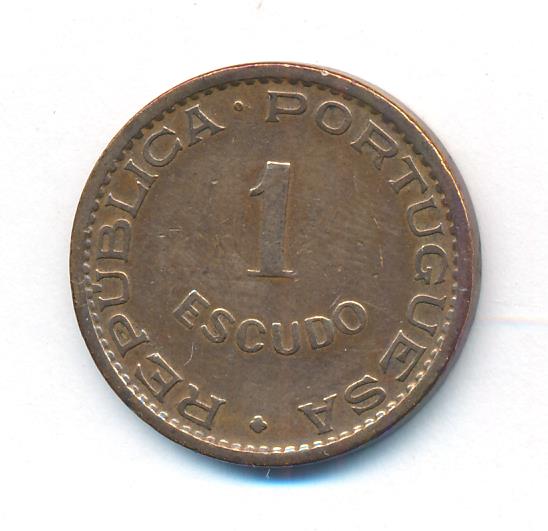 REPUBLICA · PORTUGUESA
1
ESCUDO